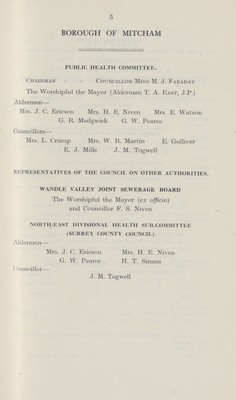 5
BOROUGH OF MITCHAM
PUBLIC HEALTH COMMITTEE.
CHAIRMAN - - COUNCILLOR MISS M. J. FARADAY
The Worshipful the Mayor (Alderman T. A. EAST, J.P.)
Aldermen—
Mrs. J. C. Ericson Mrs. H. E. Niven E. Watson
G. R. Madgwick G. W. Pearce
Councillors—
Mrs. L. Crump Mrs. W. R. Martin E. Gulliver
E. J. Mills J. M. Togwell
REPRESENTATIVES OF THE COUNCIL ON OTHER AUTHORITIES.
WANDLE VALLEY JOINT SEWERAGE BOARD
The Worshipful the Mayor (ex officio)
and Councillor F. S. Niven
NORTH-EAST DIVISIONAL HEALTH SUB-COMMITTEE
(SURREY COUNTY COUNCIL)
Aldermen—
Mrs. J. C. Ericson Mrs. H. E. Niven
G. W. Pearce H. T.
Councillor—
J. M. Togwell